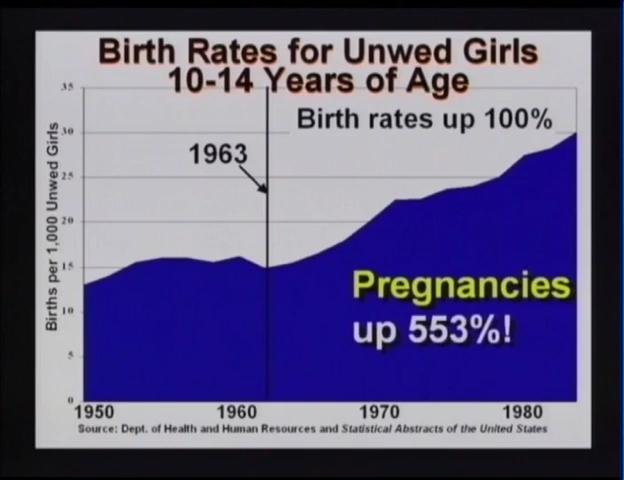 Birth Rates for Unwed Girls
10-14 Years of Age
35
Birth rates up 100%
30
1963
25
Births per 1,000 Unwed Girls
20
15
Pregnancies
up 553%!
10
5
0
1950 1960 1970 1980
Source: Dept. of Health and Human Resources and Statistical Abstracts of the United States